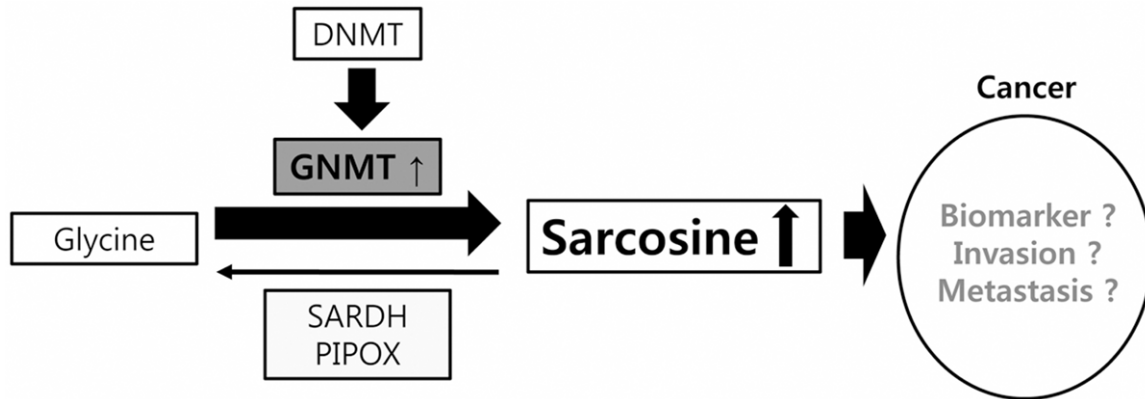 DNMT
Cancer
GNMT ↑
Glycine
Sarcosine ↑
Biomarker ?
Invasion ?
Metastasis ?
SARDH
PIPOX